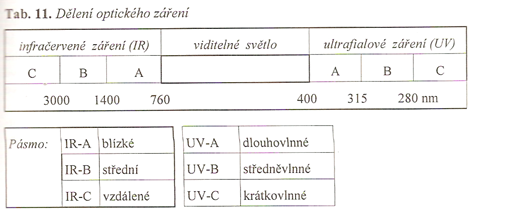 Tab. 11. Dělení optického záření
infračervené záření (IR) viditelné světlo ultrafialové záření (UV)
C B A A B C
3000 1400 760 400 315 280 nm
Pásmo: IR-A blízké UV-A dlouhovlnné
IR-B střední UV-B středněvlnné
IR-C vzdálené UV-C krátkovlnné